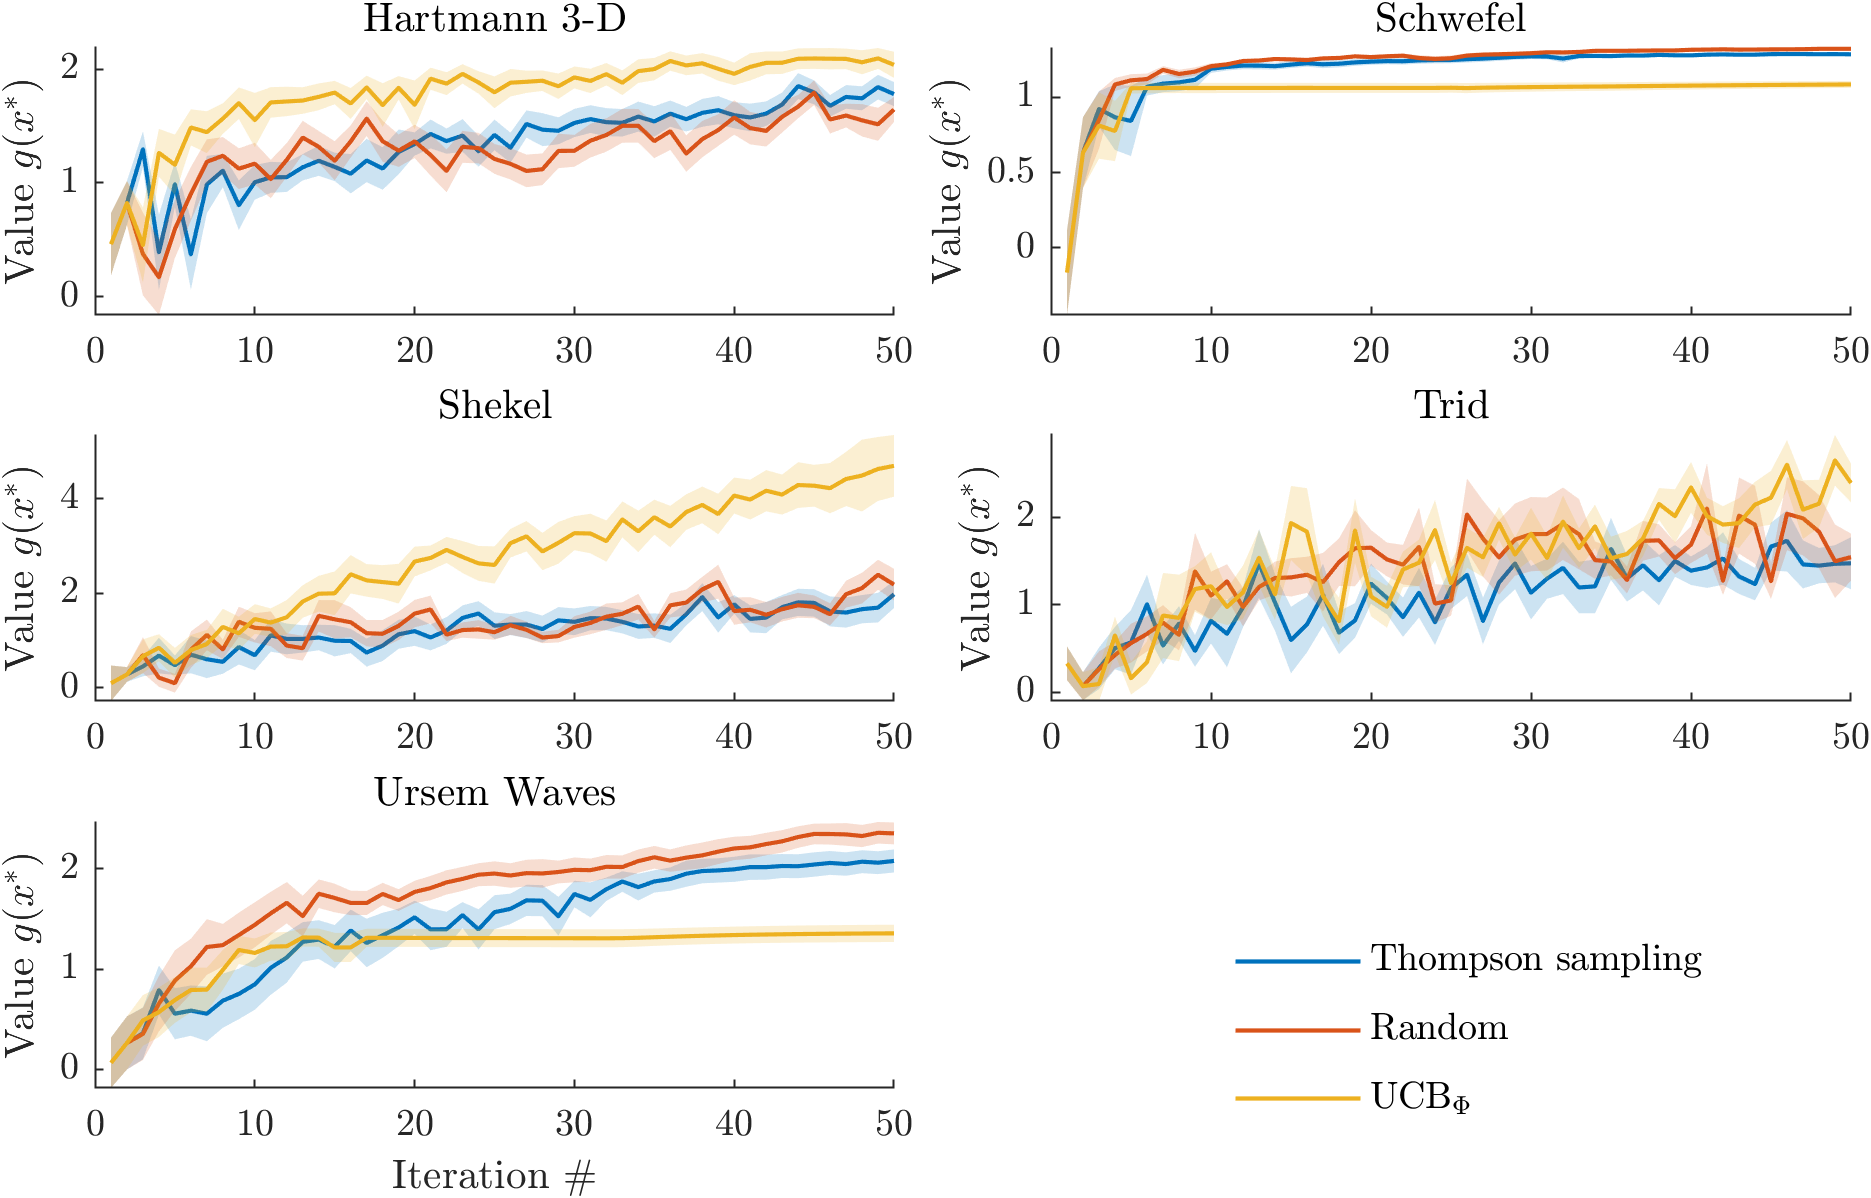 Hartmann 3-D
Value g(x*)
2
1
0
0 10 20 30 40 50
Schwefel
Value g(x*)
1
0.5
0
0 10 20 30 40 50
Shekel
Value g(x*)
4
2
0
0 10 20 30 40 50
Trid
Value g(x*)
2
1
0
0 10 20 30 40 50
Ursem Waves
Value g(x*)
2
1
0
0 10 20 30 40 50
Iteration #
Thompson sampling
Random
UCB_Φ